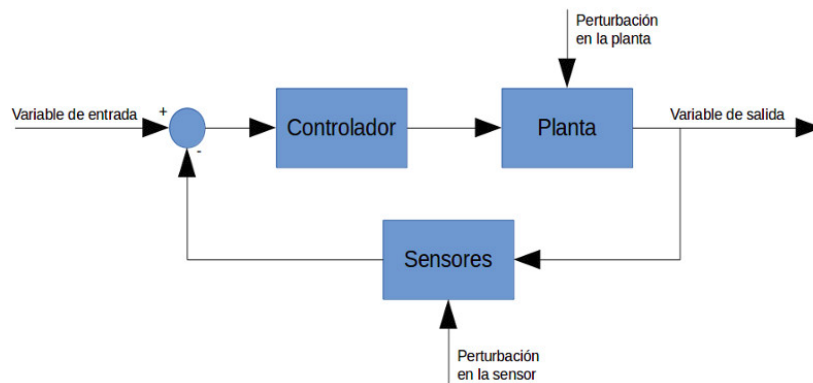 Perturbación
en la planta
Variable de entrada
+
-
Controlador
Planta
Variable de salida
Sensores
Perturbación
en la sensor